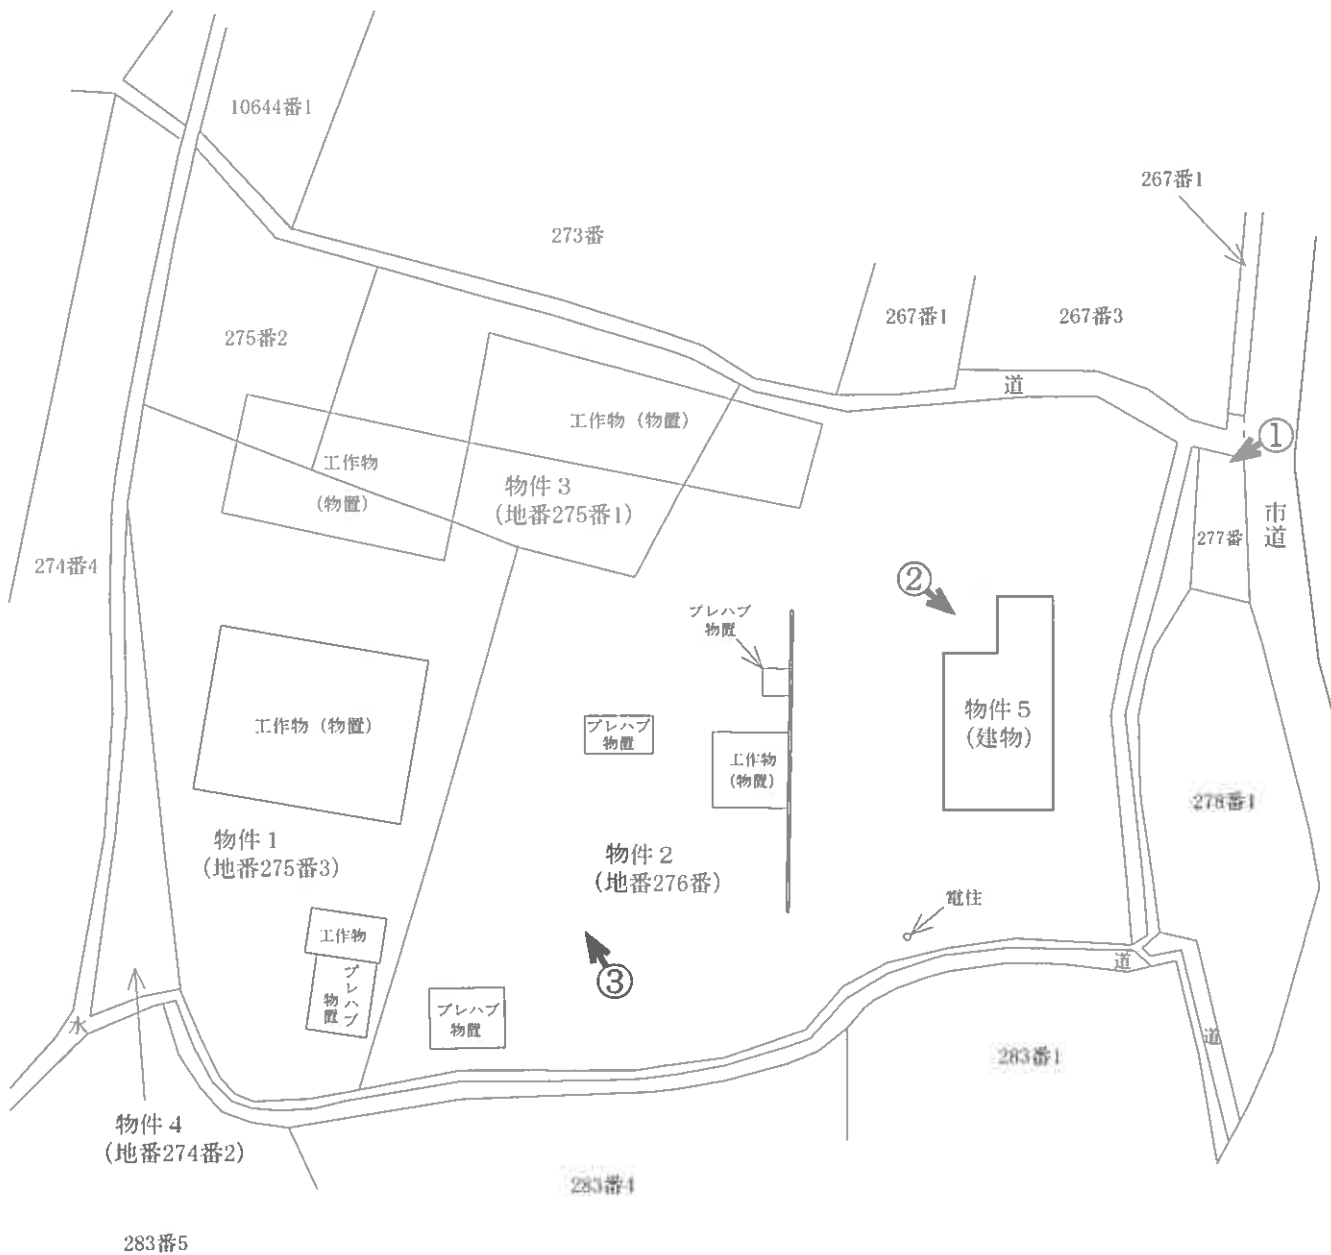 10644番1
267番1
273番
275番2
267番1
267番3
道
工作物（物置）
①
工作物
（物置）
物件３
（地番275番1）
市道
277番
274番4
②
プレハブ
物置
工作物（物置）
プレハブ
物置
物件５
（建物）
工作物
（物置）
278番1
物件１
（地番275番3）
物件２
（地番276番）
電柱
工作物
プレハブ
物置
③
道
プレハブ
物置
水
道
283番1
物件４
（地番274番2）
283番4
283番5